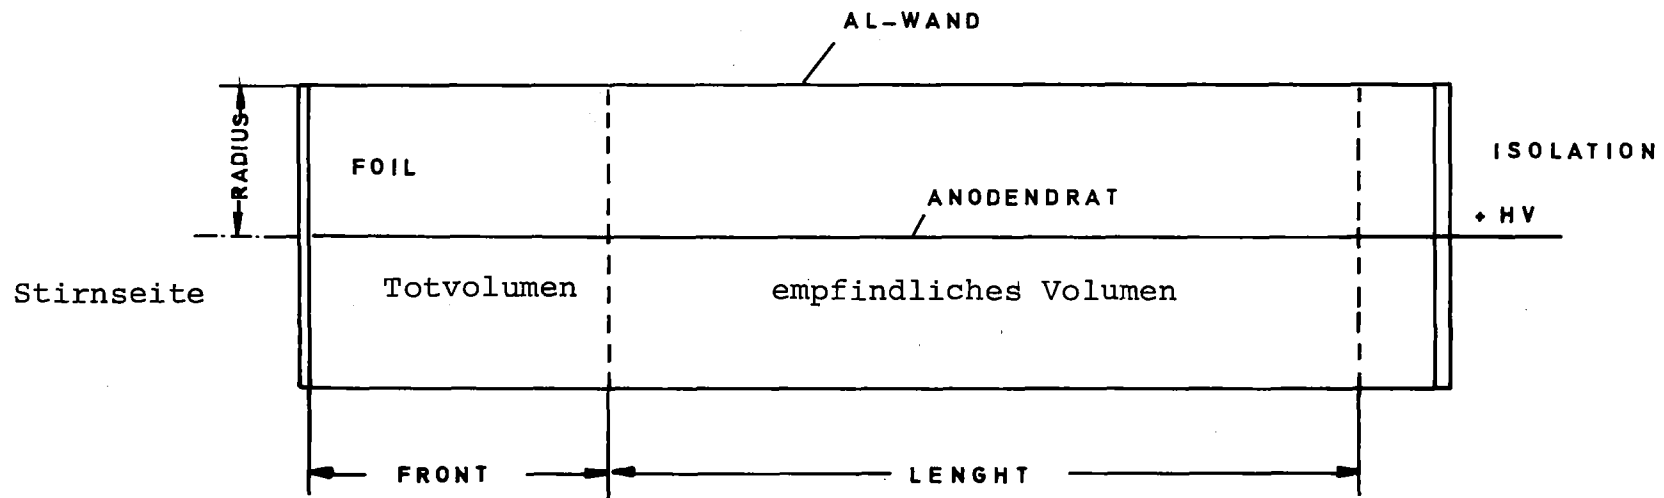 AL-WAND
RADIUS
FOIL
ISOLATION
ANODENDRAT
+ HV
Stirnseite
Totvolumen
empfindliches Volumen
FRONT
LENGHT